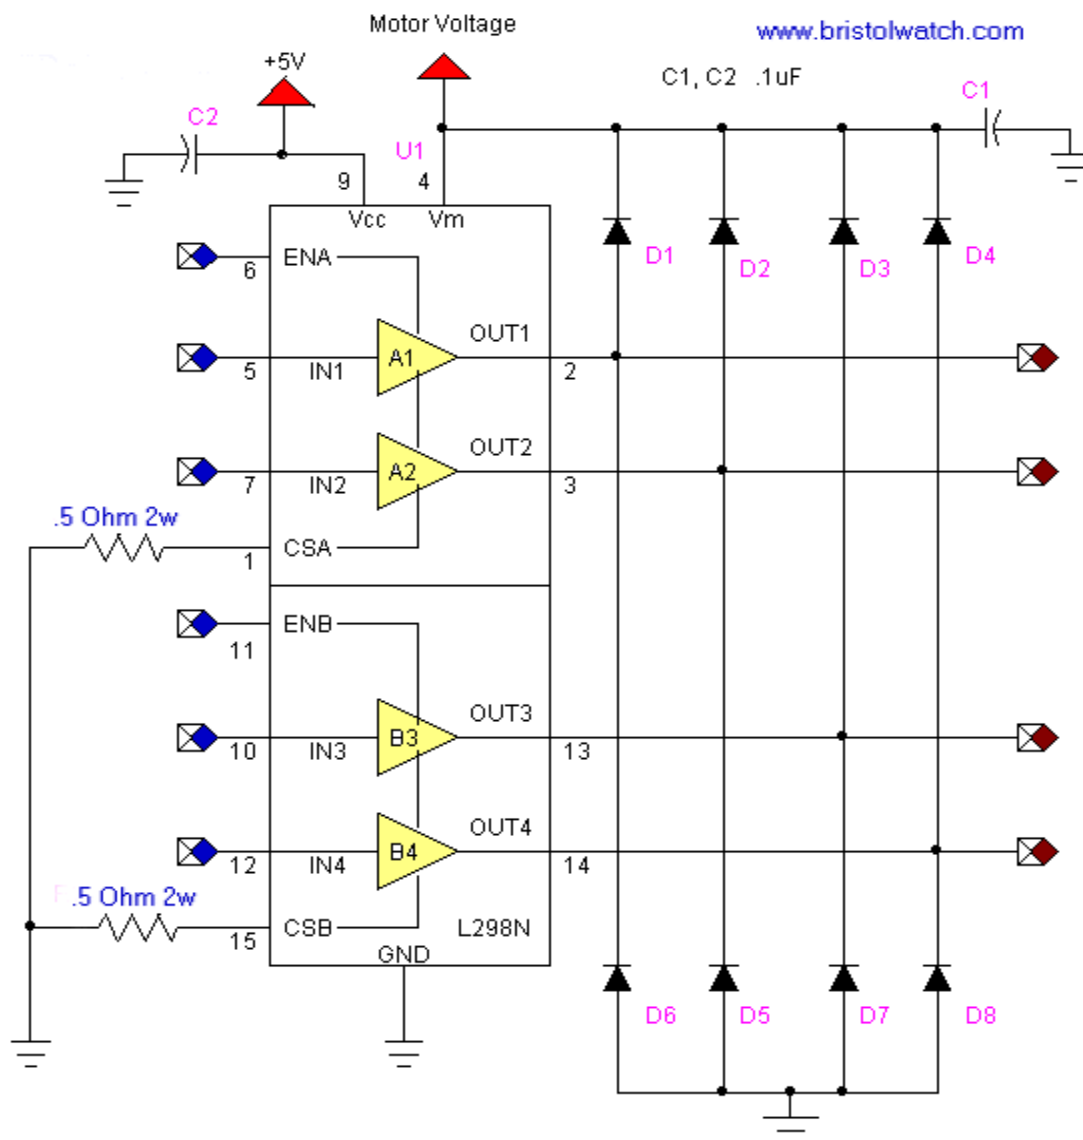 Motor Voltage
www.bristolwatch.com
+5V
C1, C2 .1uF
C1
C2
U1
9
4
Vcc
Vm
6
ENA
D1
D2
D3
D4
OUT1
A1
5
IN1
2
OUT2
A2
7
IN2
3
.5 Ohm 2w
1
CSA
ENB
11
OUT3
B3
10
IN3
13
OUT4
B4
12
IN4
14
.5 Ohm 2w
15
CSB
L298N
GND
D6
D5
D7
D8